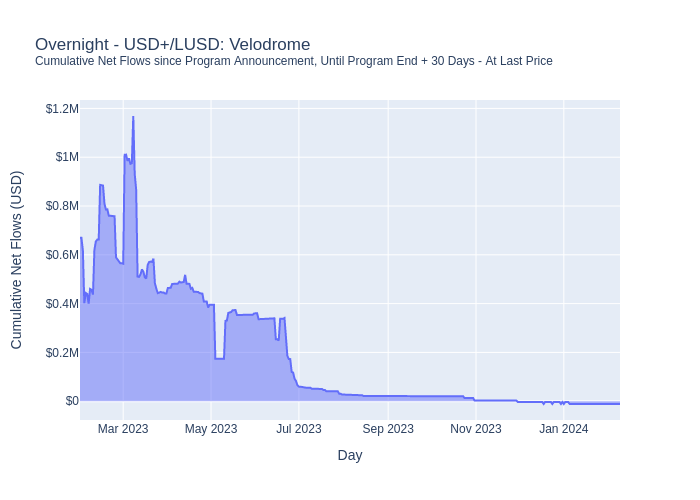 Overnight - USD+/LUSD: Velodrome
Cumulative Net Flows since Program Announcement, Until Program End + 30 Days - At Last Price
Cumulative Net Flows (USD)
$1.2M
$1M
$0.8M
$0.6M
$0.4M
$0.2M
$0
Mar 2023
May 2023
Jul 2023
Sep 2023
Nov 2023
Jan 2024
Day